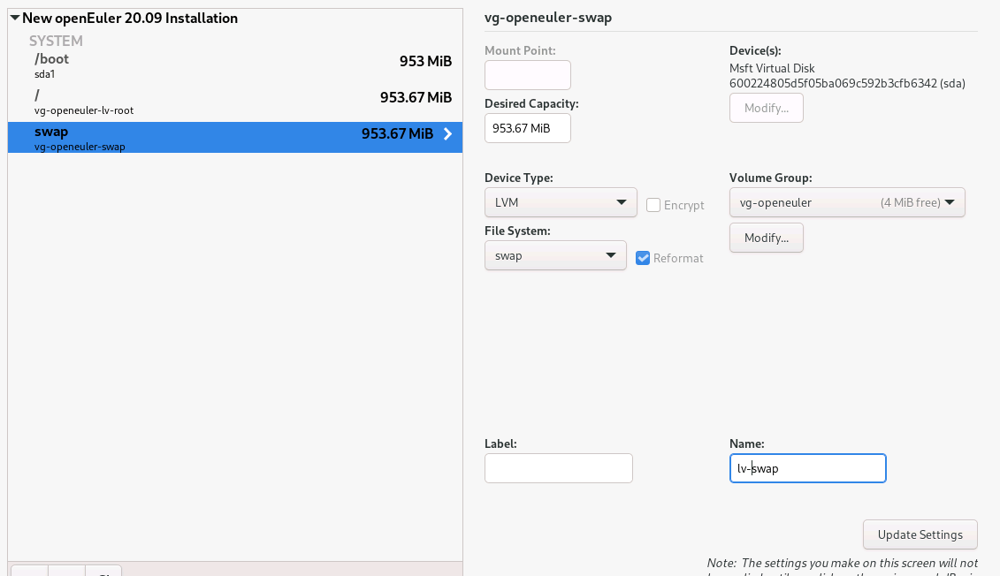 New openEuler 20.09 Installation
SYSTEM
/boot
953 MiB
sda1
/
953.67 MiB
vg-openeuler-lv-root
swap
953.67 MiB
vg-openeuler-swap
vg-openeuler-swap
Mount Point:
Device(s):
Msft Virtual Disk
600224805d5f05ba069c592b3cfb6342 (sda)
Modify...
Desired Capacity:
953.67 MiB
Device Type:
Volume Group:
LVM
Encrypt
vg-openeuler (4 MiB free)
File System:
Modify...
swap
Reformat
Label:
Name:
lv-swap
Update Settings
Note: The settings you make on this screen will not